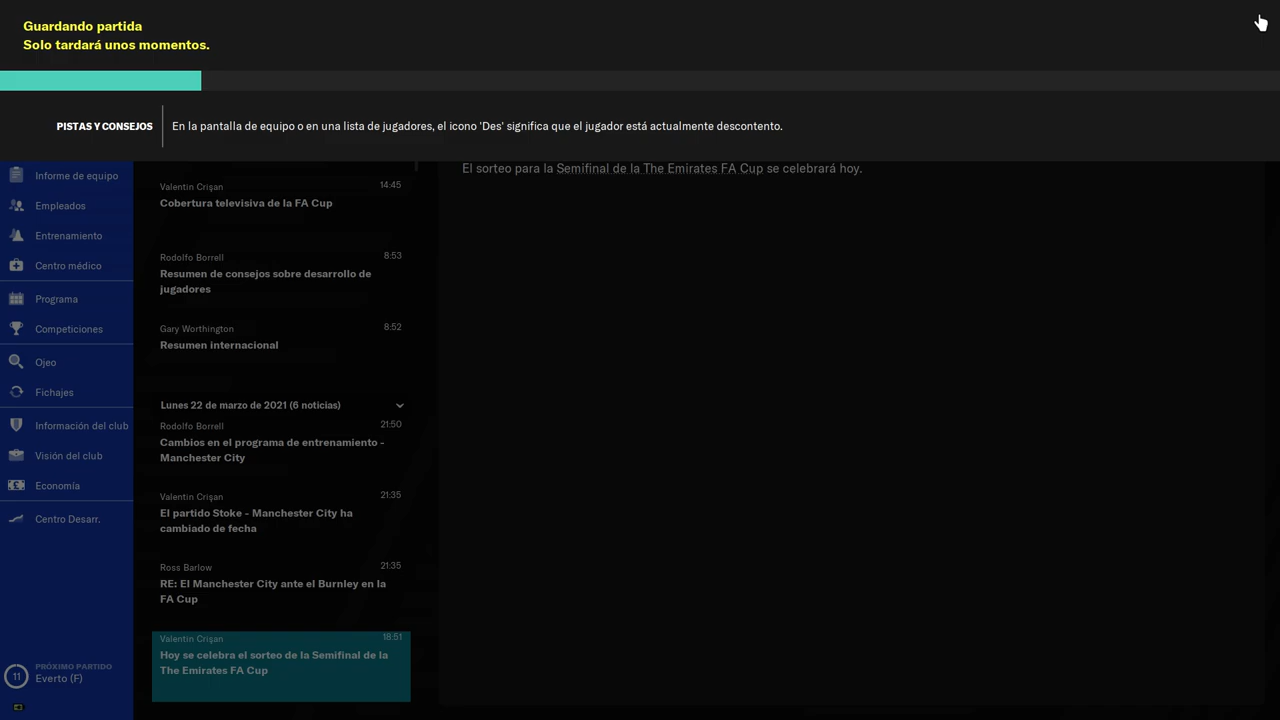 Guardando partida
Solo tardará unos momentos.
PISTAS Y CONSEJOS
En la pantalla de equipo o en una lista de jugadores, el icono 'Des' significa que el jugador está actualmente descontento.
El sorteo para la Semifinal de la The Emirates FA Cup se celebrará hoy.
Informe de equipo
Empleados
Entrenamiento
Centro médico
Programa
Competiciones
Ojeo
Fichajes
Información del club
Visión del club
Economía
Centro Desarr.
11
PRÓXIMO PARTIDO
Everto (F)
Valentin Crişan 14:45
Cobertura televisiva de la FA Cup
Rodolfo Borrell 8:53
Resumen de consejos sobre desarrollo de
jugadores
Gary Worthington 8:52
Resumen internacional
Lunes 22 de marzo de 2021 (6 noticias)
Rodolfo Borrell 21:50
Cambios en el programa de entrenamiento -
Manchester City
Valentin Crişan 21:35
El partido Stoke - Manchester City ha
cambiado de fecha
Ross Barlow 21:35
RE: El Manchester City ante el Burnley en la
FA Cup
Valentin Crişan 18:51
Hoy se celebra el sorteo de la Semifinal de la
The Emirates FA Cup